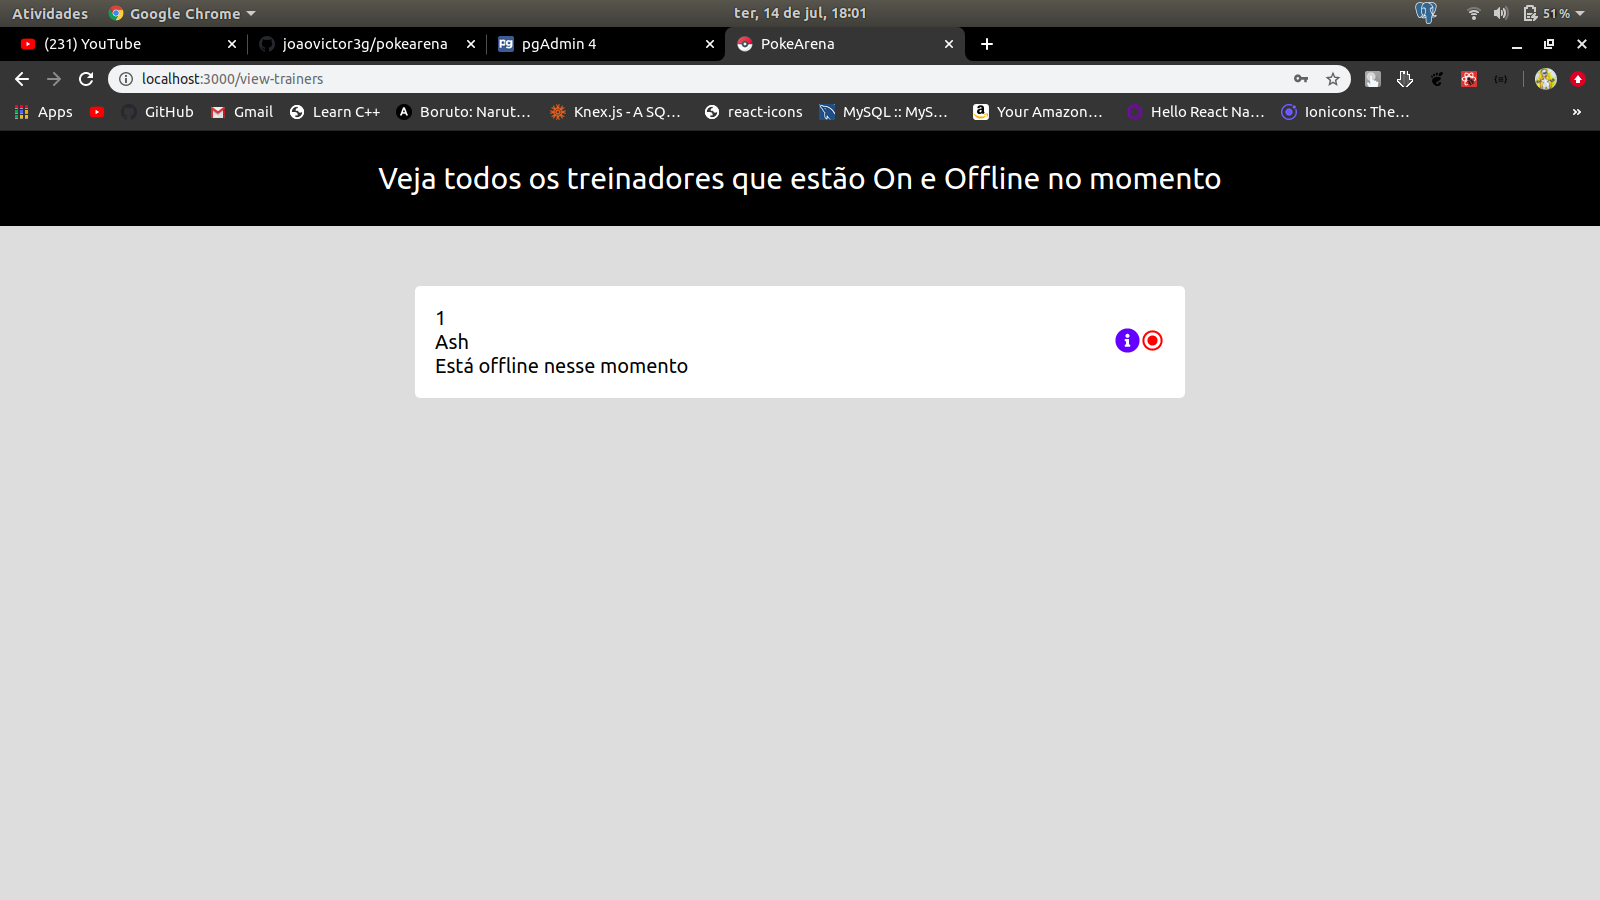 Atividades Google Chrome ter, 14 de jul, 18:01 51%
(231) YouTube joaovictor3g/pokearena pgAdmin 4 PokeArena
localhost:3000/view-trainers
Apps GitHub Gmail Learn C++ Boruto: Narut… Knex.js - A SQ… react-icons MySQL :: MyS… Your Amazon… Hello React Na… Ionicons: The… »
Veja todos os treinadores que estão On e Offline no momento
1
Ash
Está offline nesse momento